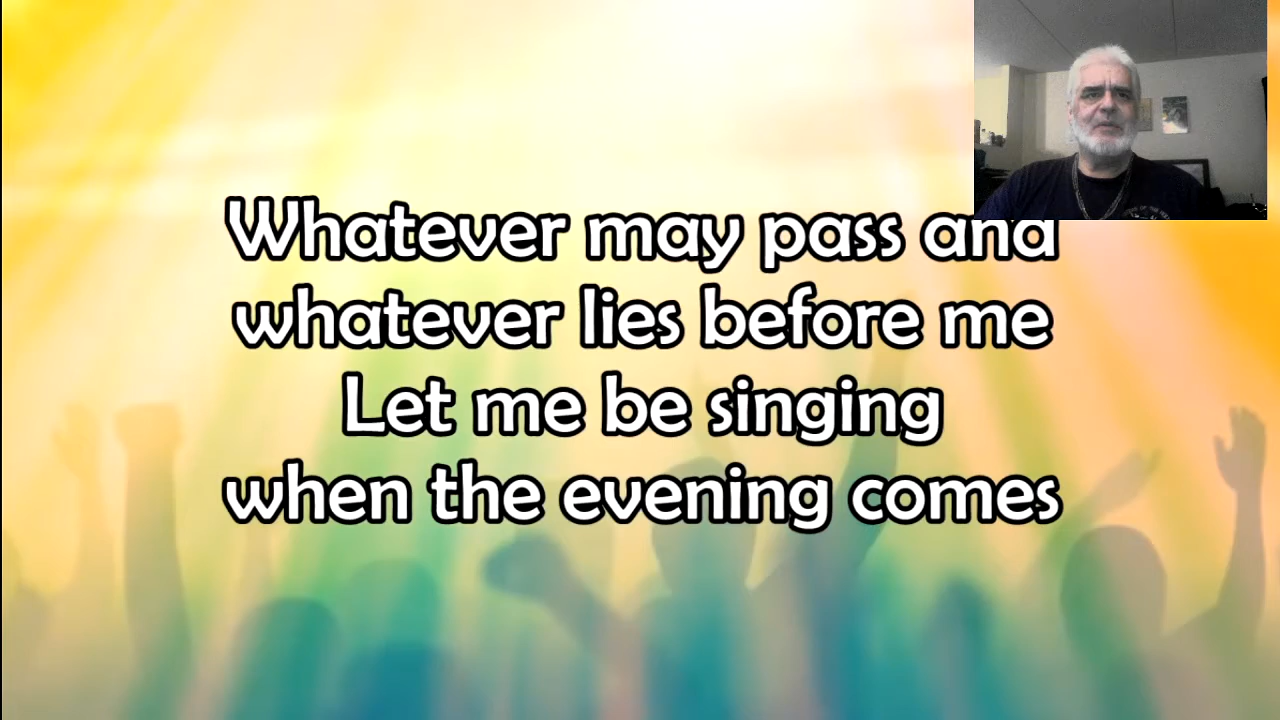 Whatever may pass and
whatever lies before me
Let me be singing
when the evening comes